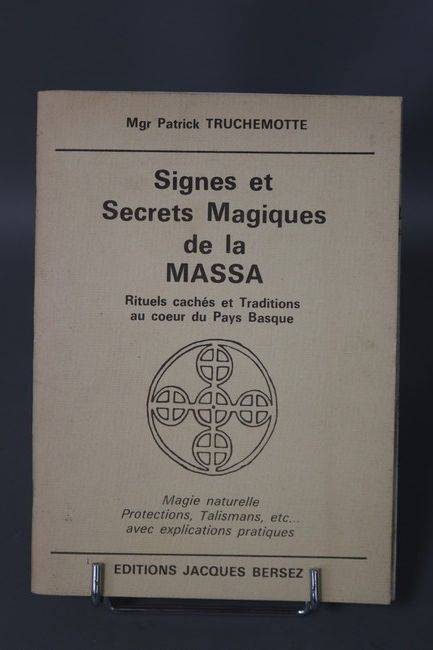 Mgr Patrick TRUCHEMOTTE
Signes et
Secrets Magiques
de la
MASSA
Rituels cachés et Traditions
au coeur du Pays Basque
Magie naturelle
Protections, Talismans, etc...
avec explications pratiques
EDITIONS JACQUES BERSEZ